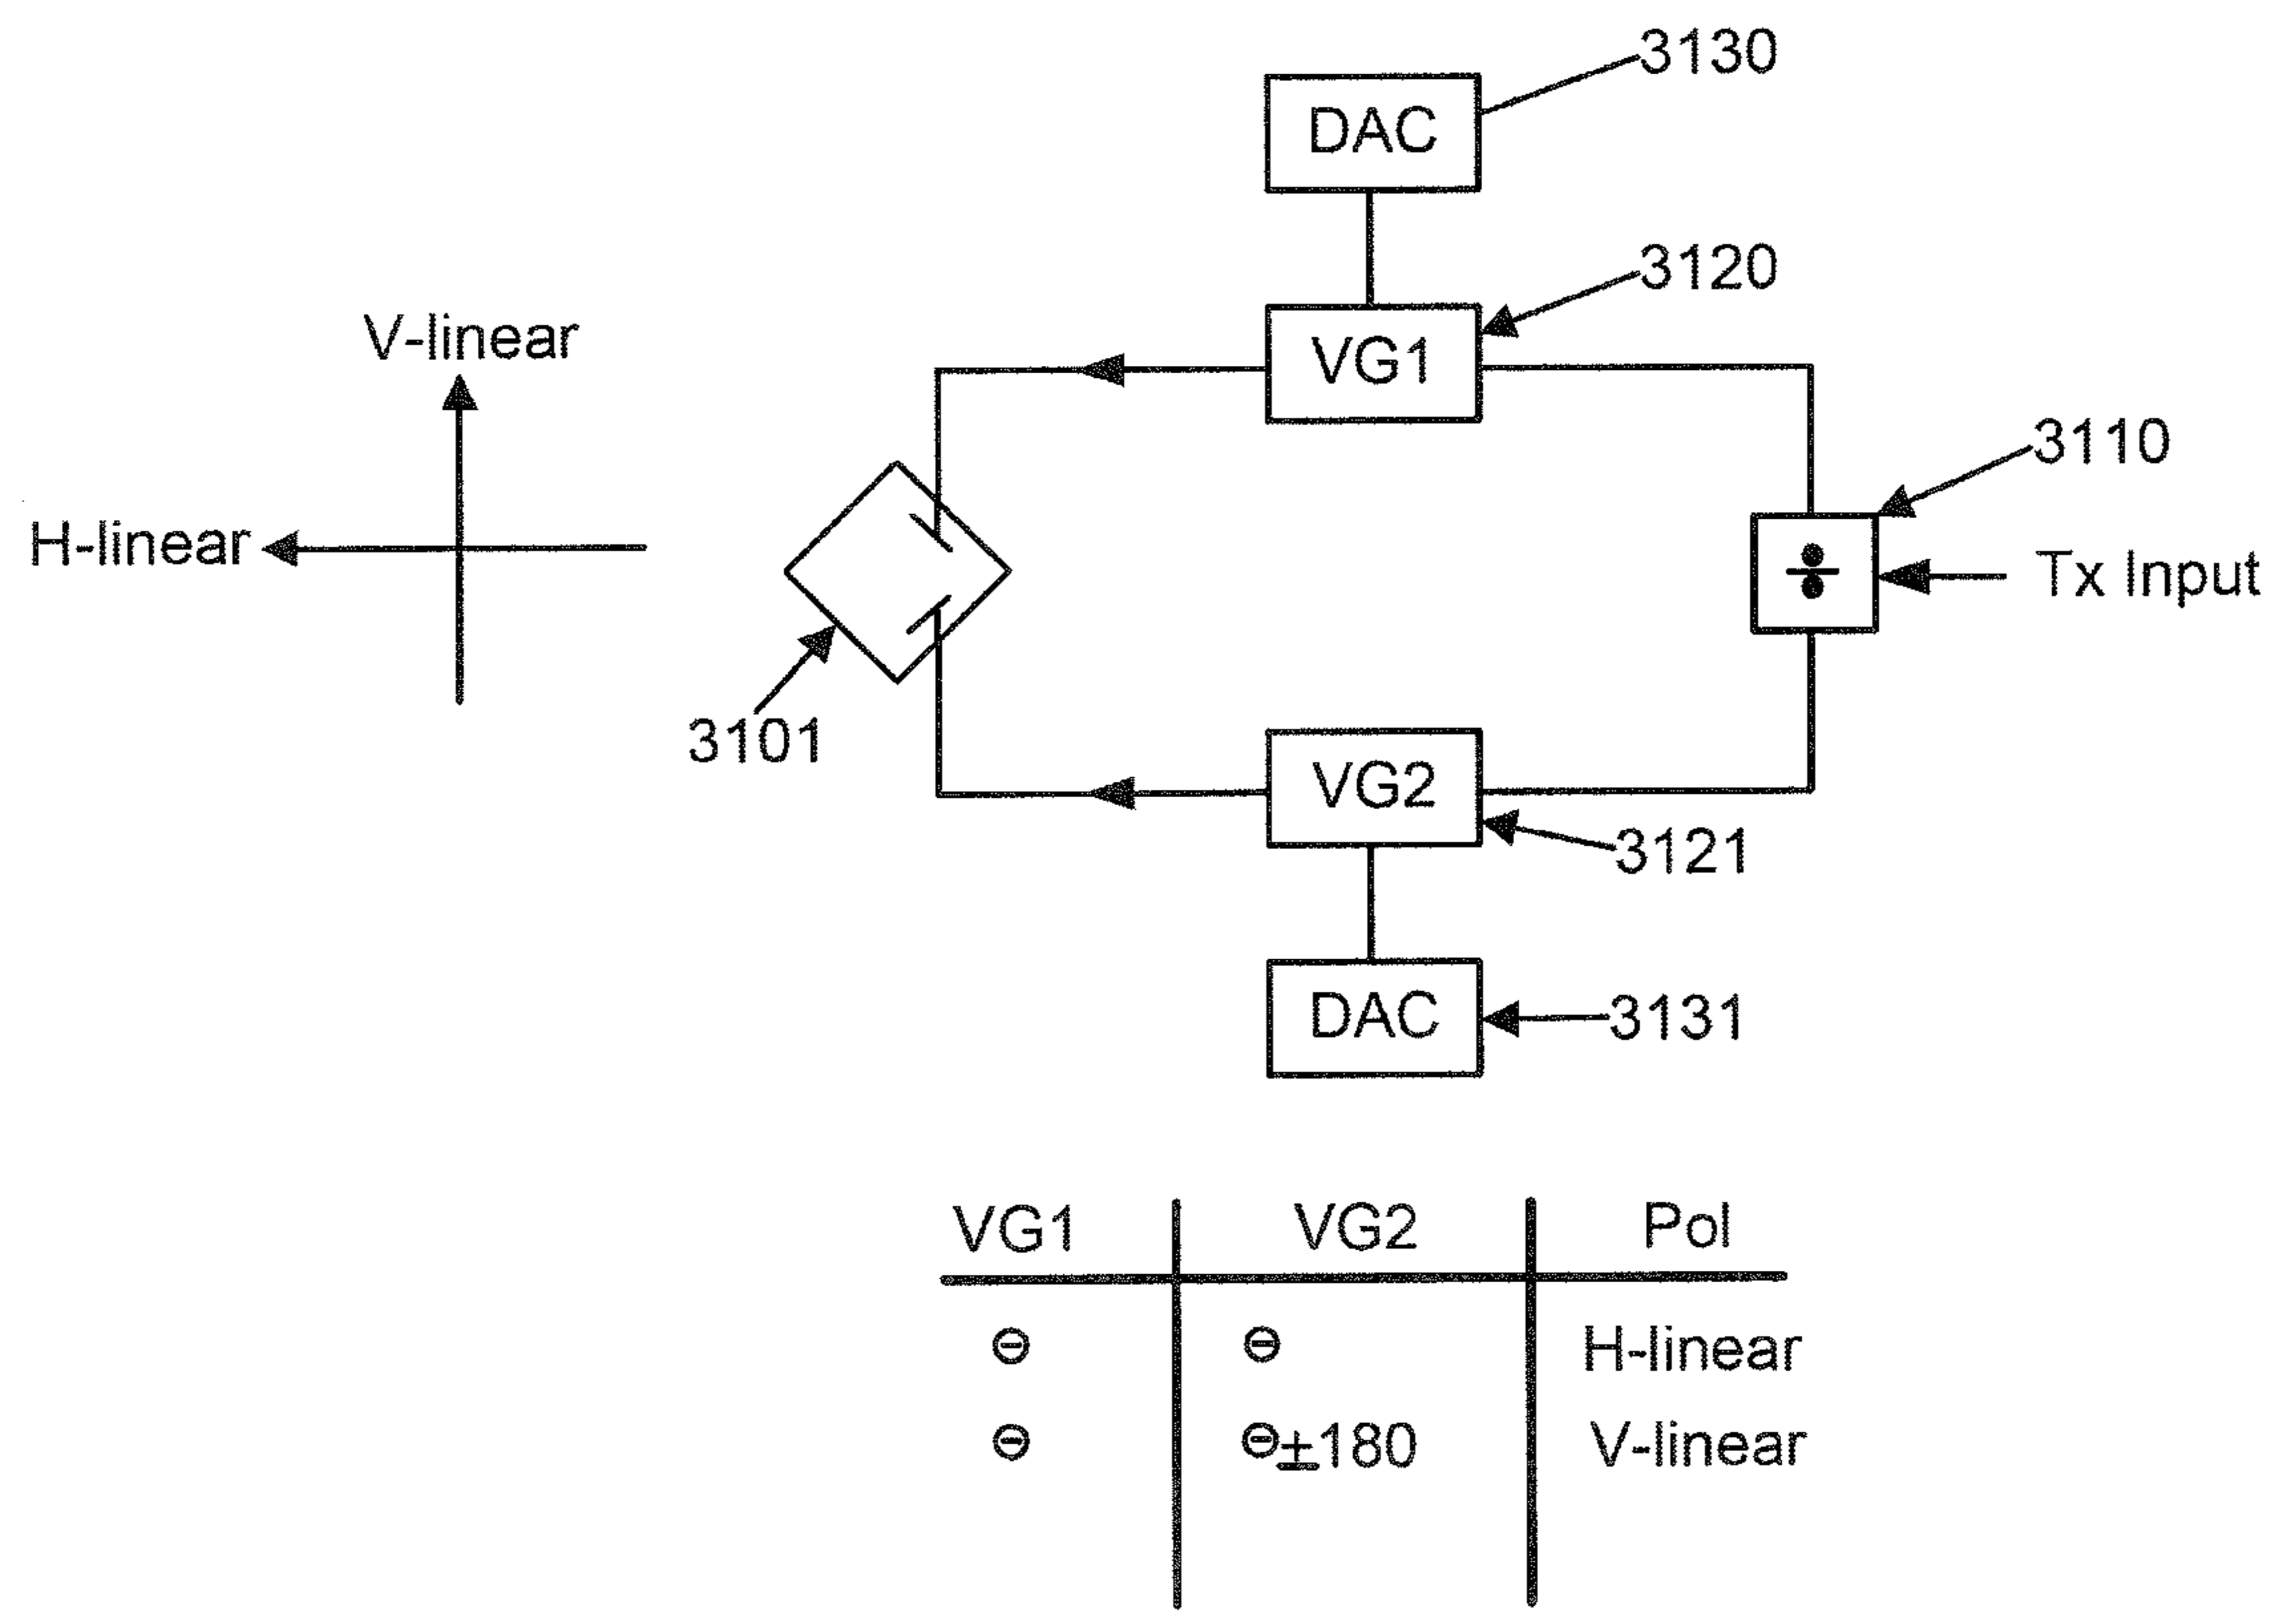 3130
DAC
3120
VG1
V-linear
3110
H-linear
÷
Tx Input
3101
VG2
3121
DAC
3131
VG1 VG2 Pol
Θ Θ H-linear
Θ Θ±180 V-linear